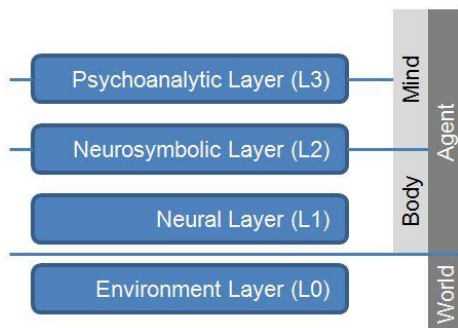 Psychoanalytic Layer (L3)
Neurosymbolic Layer (L2)
Neural Layer (L1)
Environment Layer (L0)
Mind
Body
Agent
World